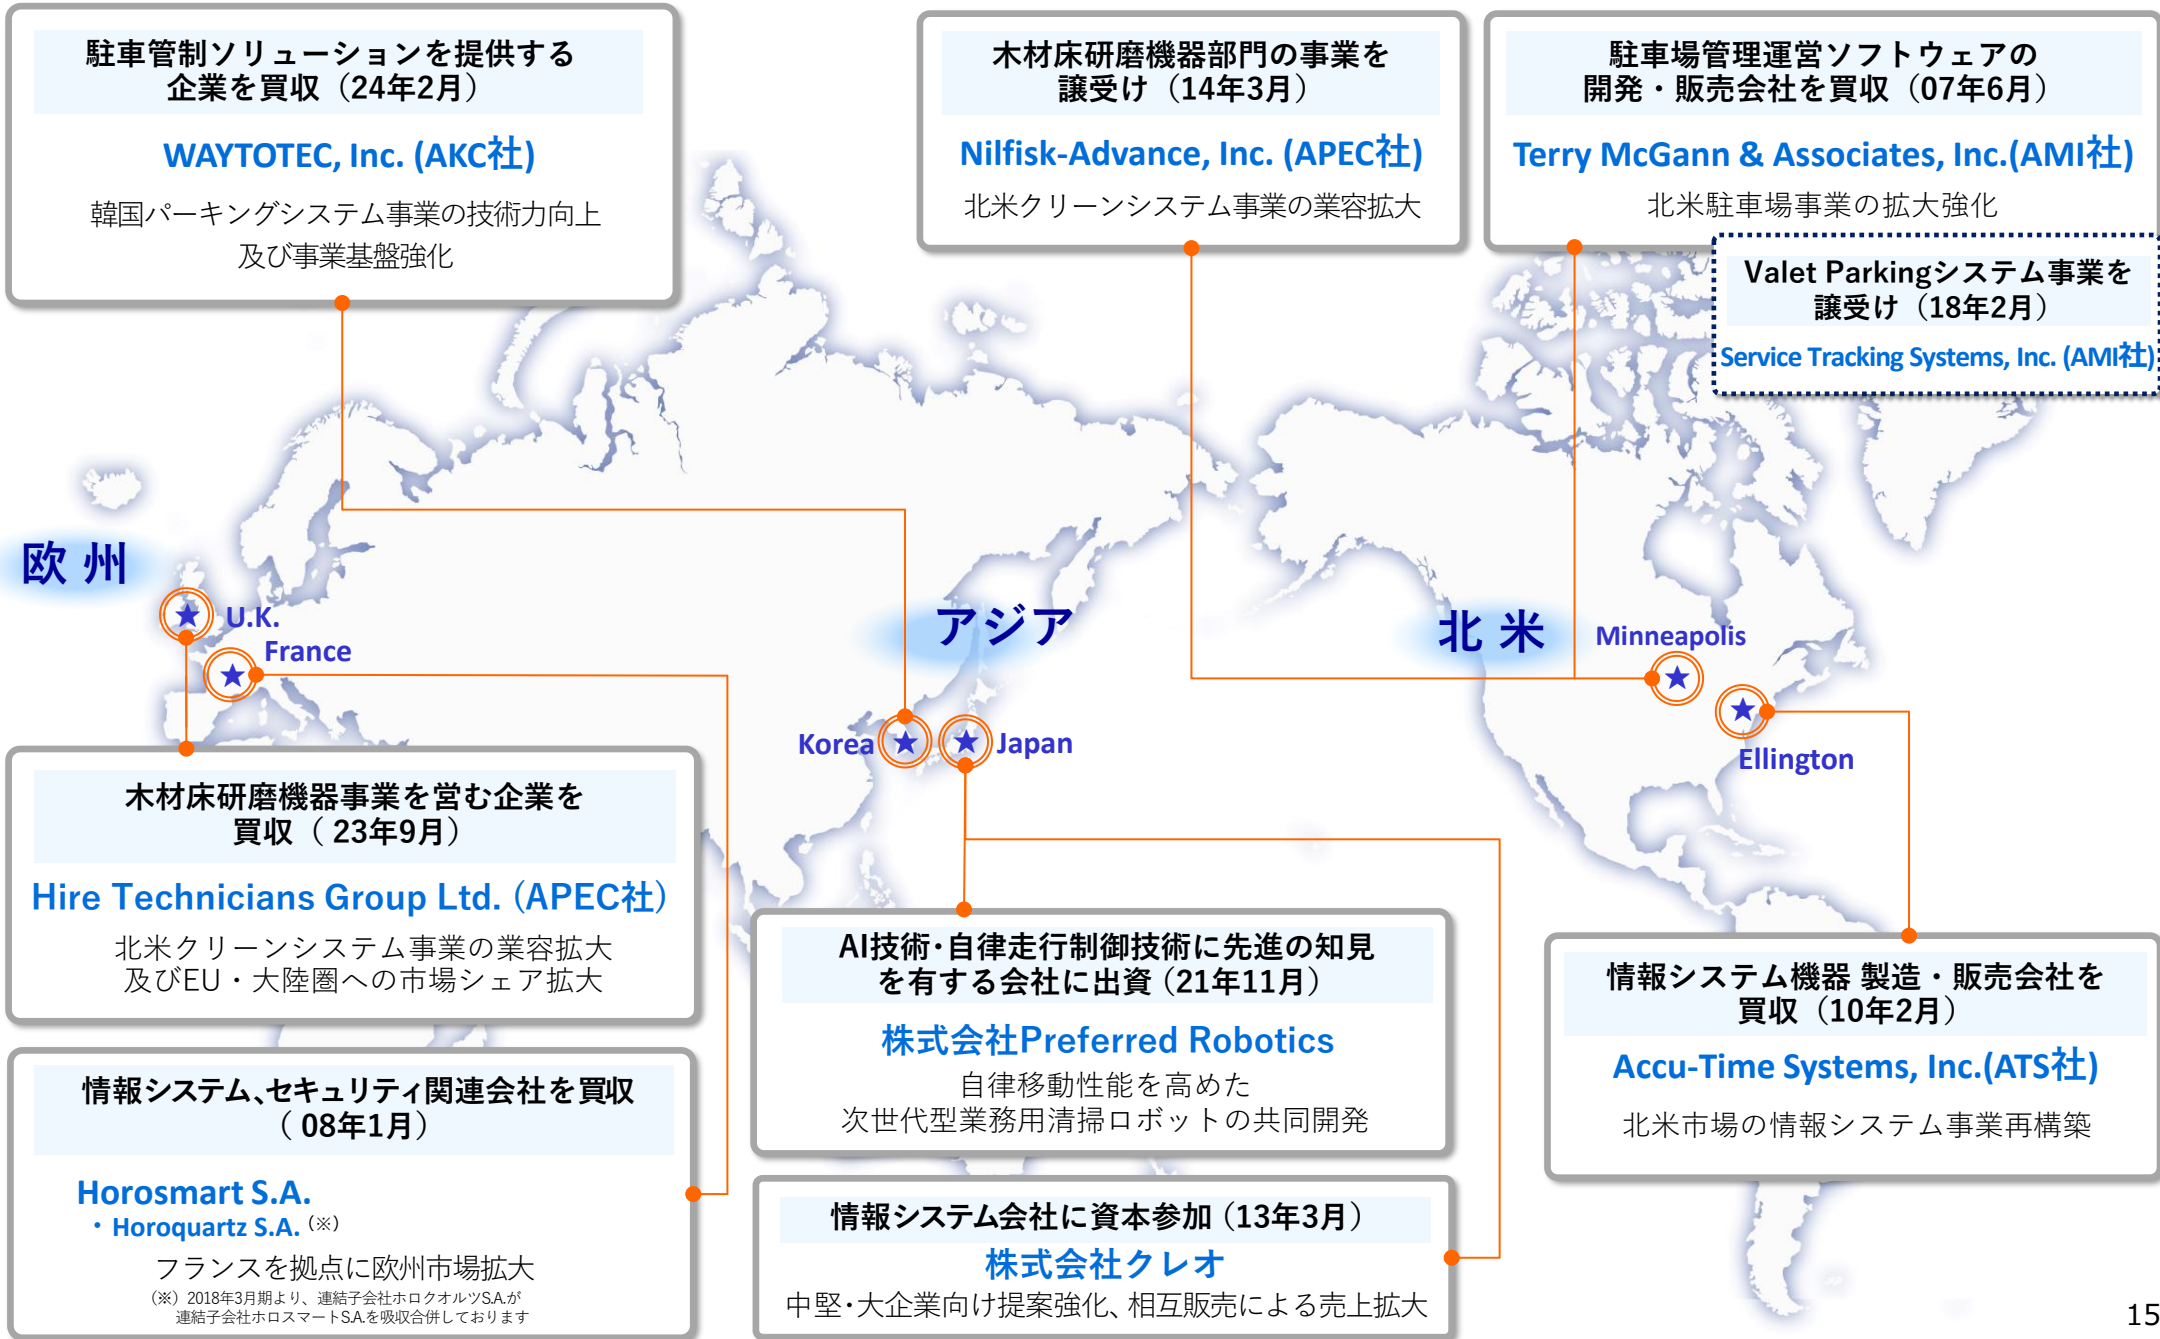 駐車管制ソリューションを提供する
企業を買収（24年2月）
WAYTOTEC, Inc. (AKC社)
韓国パーキングシステム事業の技術力向上
及び事業基盤強化
木材床研磨機器部門の事業を
譲受け（14年3月）
Nilfisk-Advance, Inc. (APEC社)
北米クリーンシステム事業の業容拡大
駐車場管理運営ソフトウェアの
開発・販売会社を買収（07年6月）
Terry McGann & Associates, Inc.(AMI社)
北米駐車場事業の拡大強化
Valet Parkingシステム事業を
譲受け（18年2月）
Service Tracking Systems, Inc. (AMI社)
欧 州
U.K.
France
アジア
Korea
Japan
北 米
Minneapolis
Ellington
木材床研磨機器事業を営む企業を
買収（ 23年9月）
Hire Technicians Group Ltd. (APEC社)
北米クリーンシステム事業の業容拡大
及びEU・大陸圏への市場シェア拡大
情報システム、セキュリティ関連会社を買収
（ 08年1月）
Horosmart S.A.
・Horoquartz S.A. （※）
フランスを拠点に欧州市場拡大
（※）2018年3月期より、連結子会社ホロクオルツS.A.が
連結子会社ホロスマートS.A.を吸収合併しております
AI技術・自律走行制御技術に先進の知見
を有する会社に出資（21年11月）
株式会社Preferred Robotics
自律移動性能を高めた
次世代型業務用清掃ロボットの共同開発
情報システム会社に資本参加（13年3月）
株式会社クレオ
中堅・大企業向け提案強化、相互販売による売上拡大
情報システム機器 製造・販売会社を
買収（10年2月）
Accu-Time Systems, Inc.(ATS社)
北米市場の情報システム事業再構築
15